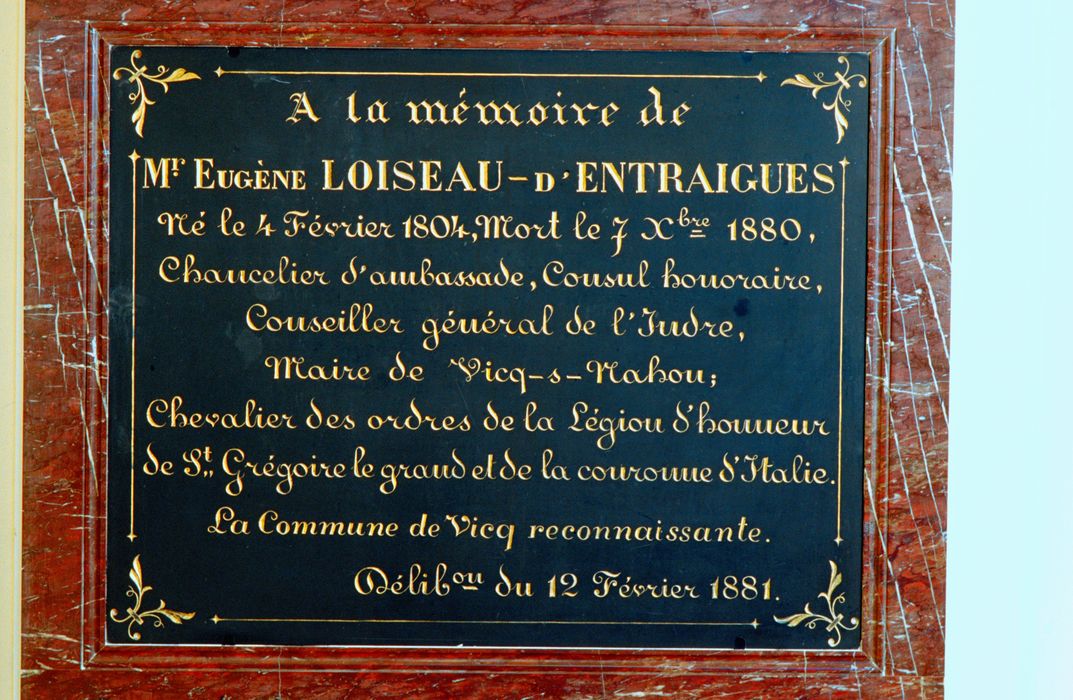 A la mémoire de
Mr. EUGÈNE LOISEAU-D'ENTRAIGUES
Né le 4 Février 1804, Mort le 7 Xbre 1880,
Chancelier d'ambassade, Consul honoraire,
Conseiller général de l'Indre,
Maire de Vicq-s-Nahon;
Chevalier des ordres de la Légion d'honneur
de St. Grégoire le grand et de la couronne d'Italie.
La Commune de Vicq reconnaissante.
Délibon du 12 Février 1881.